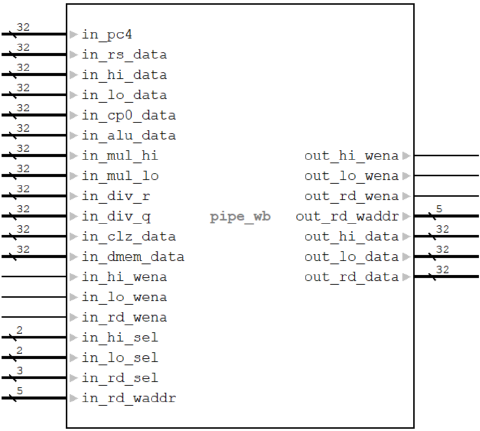 32 in_pc4
32 in_rs_data
32 in_hi_data
32 in_lo_data
32 in_cp0_data
32 in_alu_data
32 in_mul_hi out_hi_wena
32 in_mul_lo out_lo_wena
32 in_div_r out_rd_wena
32 in_div_q pipe_wb out_rd_waddr 5
32 in_clz_data out_hi_data 32
32 in_dmem_data out_lo_data 32
in_hi_wena out_rd_data 32
in_lo_wena
in_rd_wena
2 in_hi_sel
2 in_lo_sel
3 in_rd_sel
5 in_rd_waddr